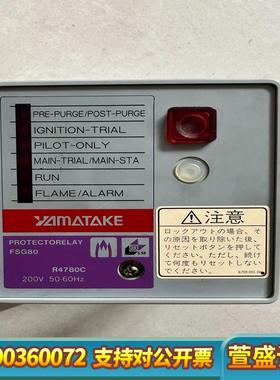 PRE-PURGE/POST-PURGE
IGNITION-TRIAL
PILOT-ONLY
MAIN-TRIAL/MAIN-STA
RUN
FLAME/ALARM
YAMATAKE
PROTECTORELAY
FSG80
R4780C
200V 50-60Hz
注意
ロックアウトの場合、そ
の原因を取り除いた後、
リセットボタンを押して
ください。ただし、続け
て何度もリセットしない
でください。
00360072 支持对公开票
萱盛